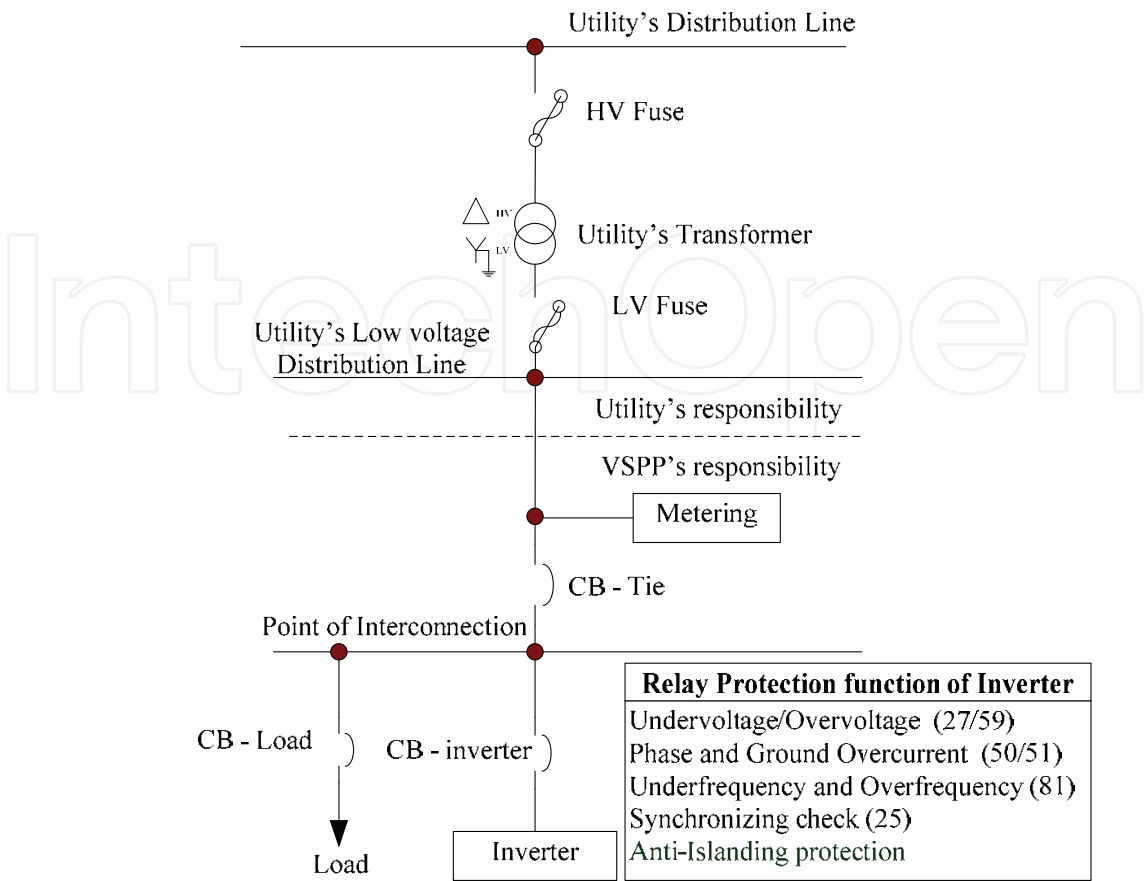 Utility's Distribution Line
HV Fuse
HV
LV
Utility's Transformer
LV Fuse
Utility's Low voltage
Distribution Line
Utility's responsibility
VSPP's responsibility
Metering
CB - Tie
Point of Interconnection
CB - Load
CB - inverter
Load
Inverter
Relay Protection function of Inverter
Undervoltage/Overvoltage (27/59)
Phase and Ground Overcurrent (50/51)
Underfrequency and Overfrequency (81)
Synchronizing check (25)
Anti-Islanding protection
IntechOpen